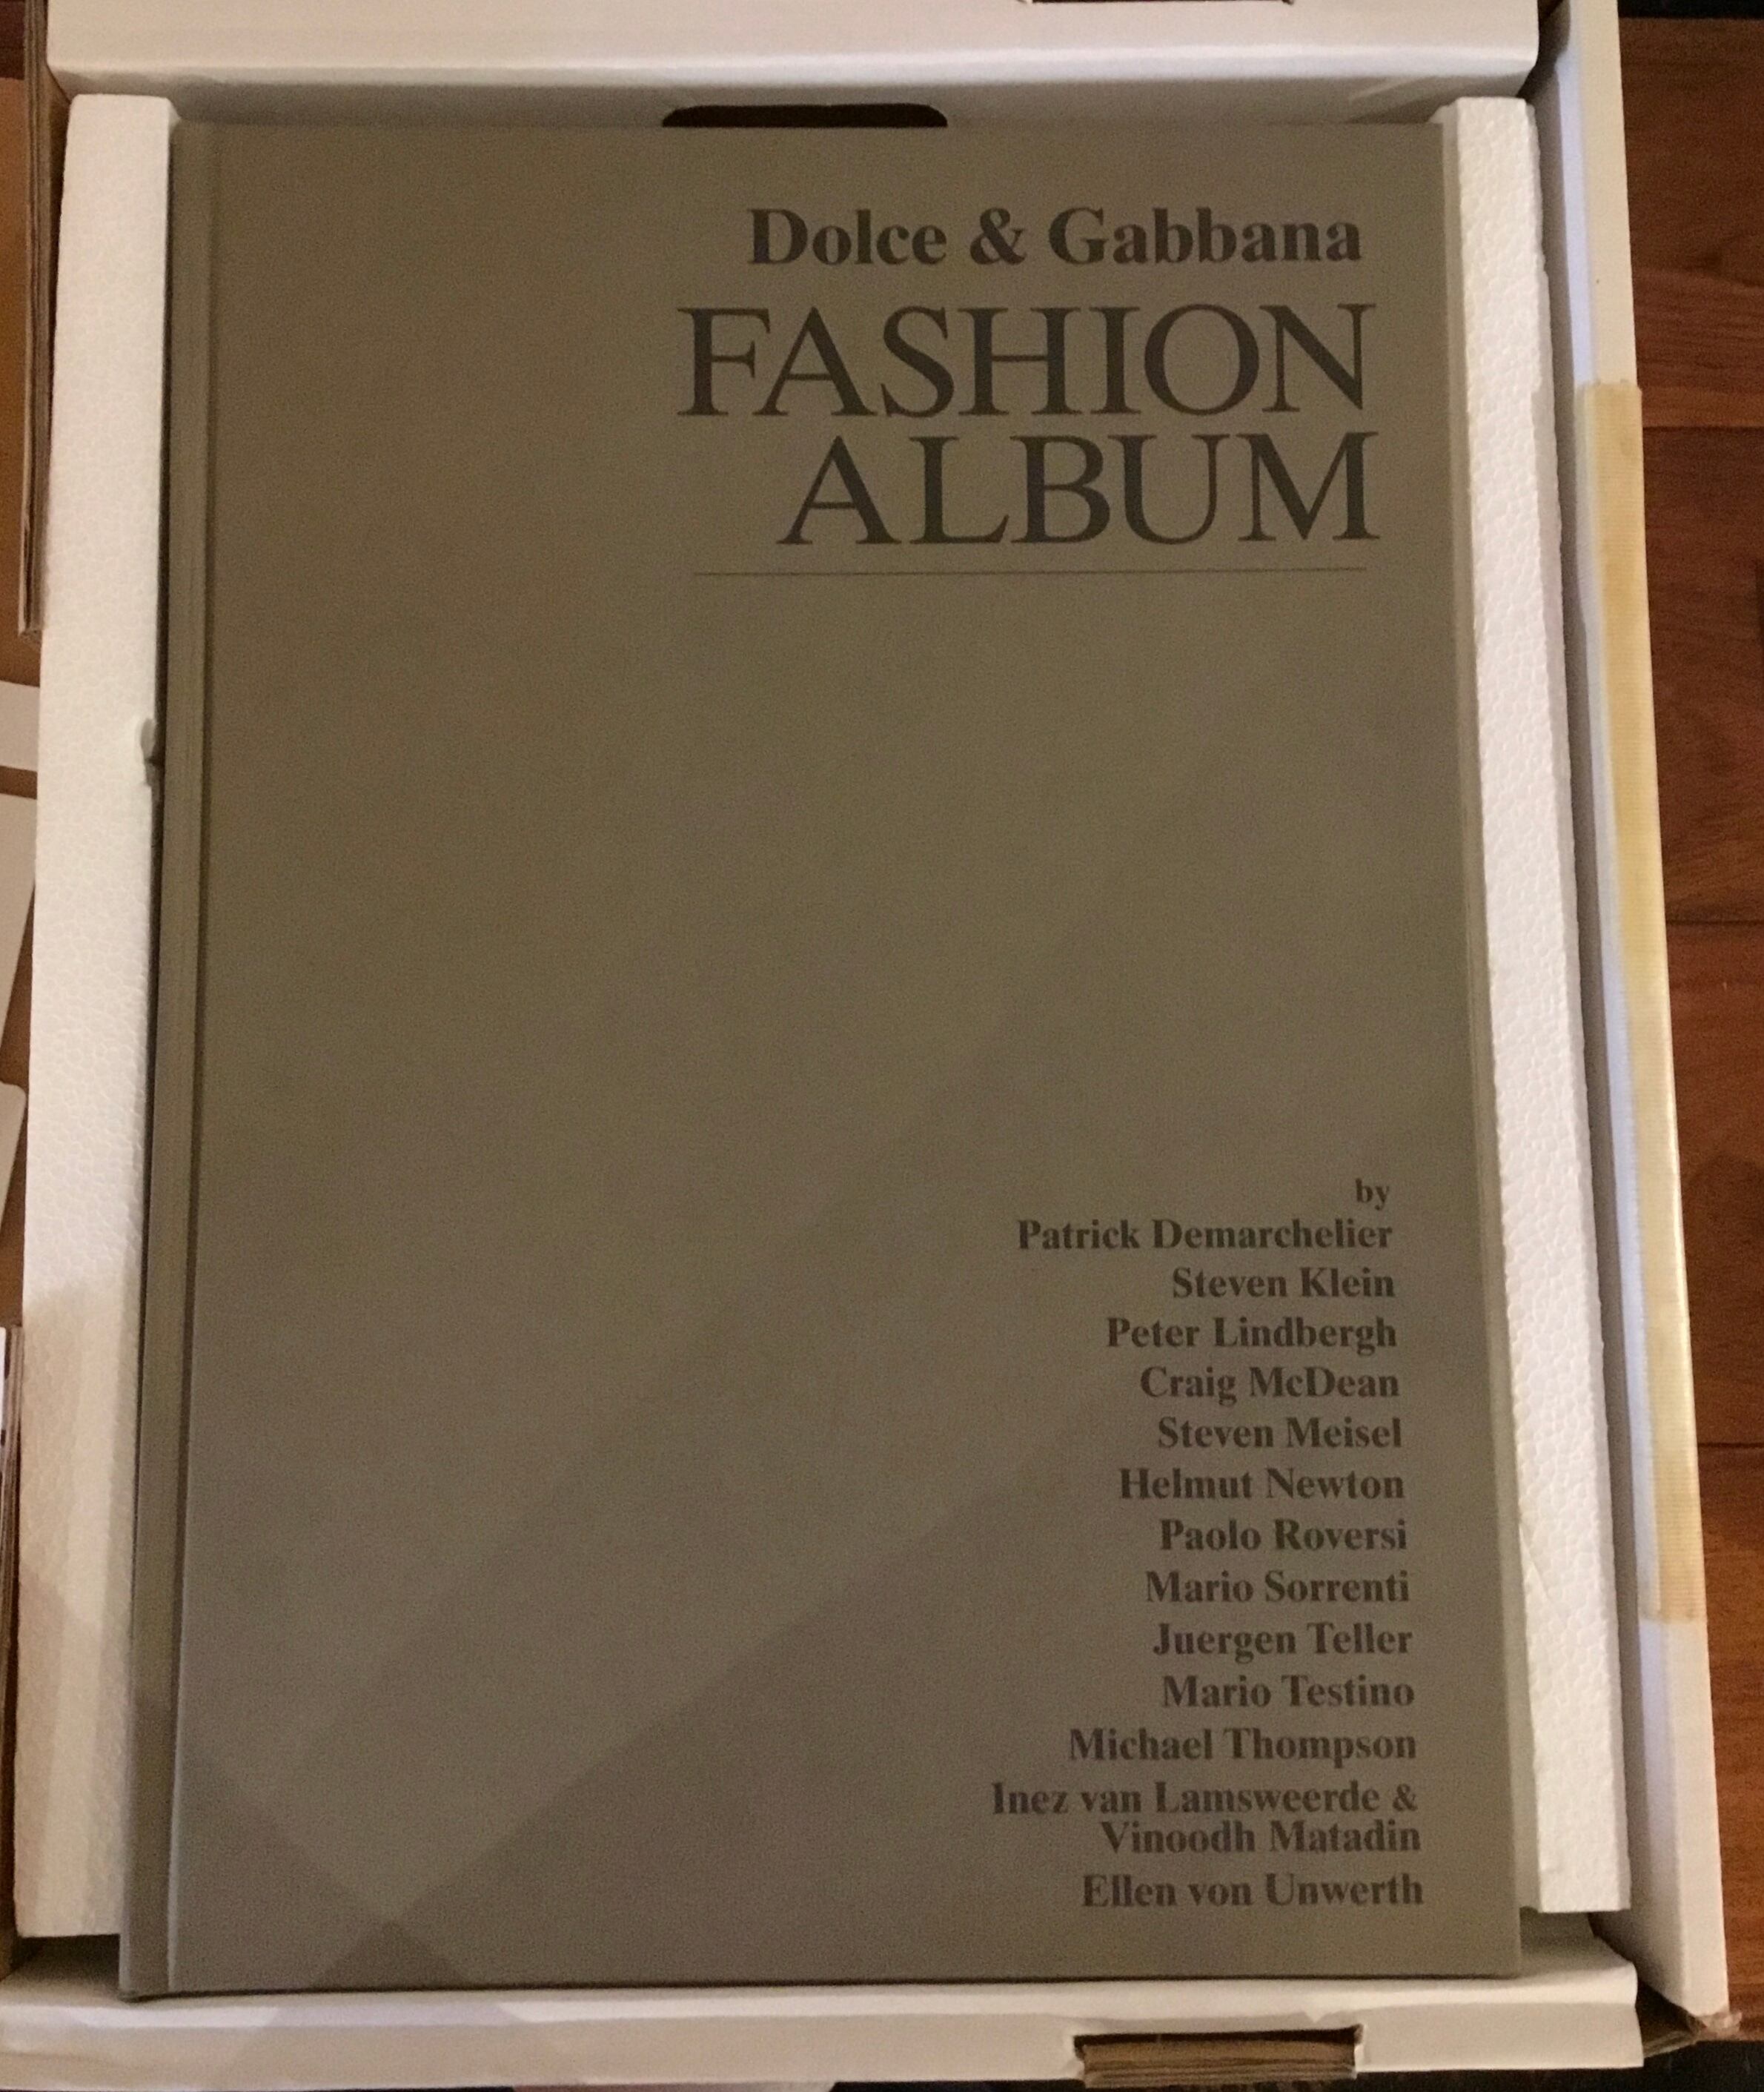 Dolce & Gabbana
FASHION
ALBUM
by
Patrick Demarchelier
Steven Klein
Peter Lindbergh
Craig McDean
Steven Meisel
Helmut Newton
Paolo Roversi
Mario Sorrenti
Juergen Teller
Mario Testino
Michael Thompson
Inez van Lamsweerde &
Vinoodh Matadin
Ellen von Unwerth